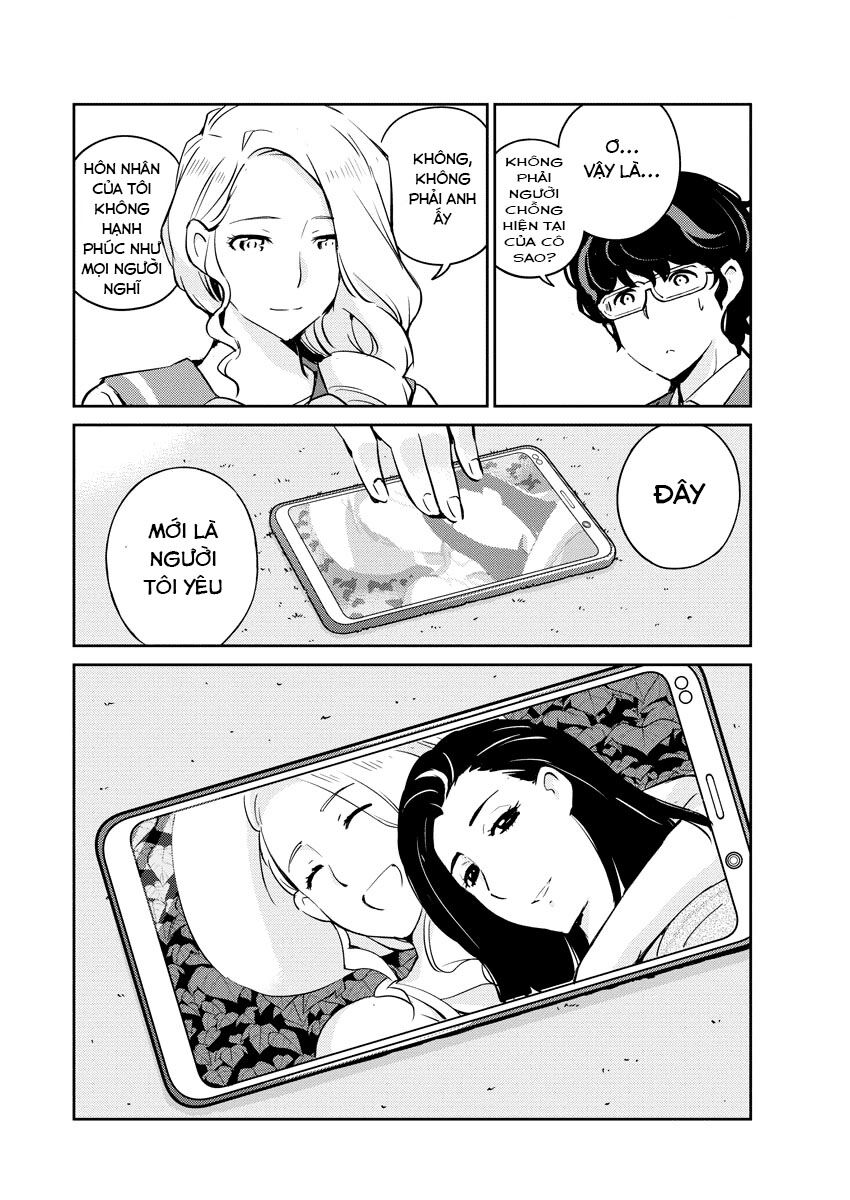 Ơ...
VẬY LÀ...
KHÔNG
PHẢI
NGƯỜI
CHỒNG
HIỆN TẠI
CỦA CÔ
SAO?
KHÔNG,
KHÔNG
PHẢI ANH
ẤY
HÔN NHÂN
CỦA TÔI
KHÔNG
HẠNH
PHÚC NHƯ
MỌI NGƯỜI
NGHĨ
ĐÂY
MỚI LÀ
NGƯỜI
TÔI YÊU